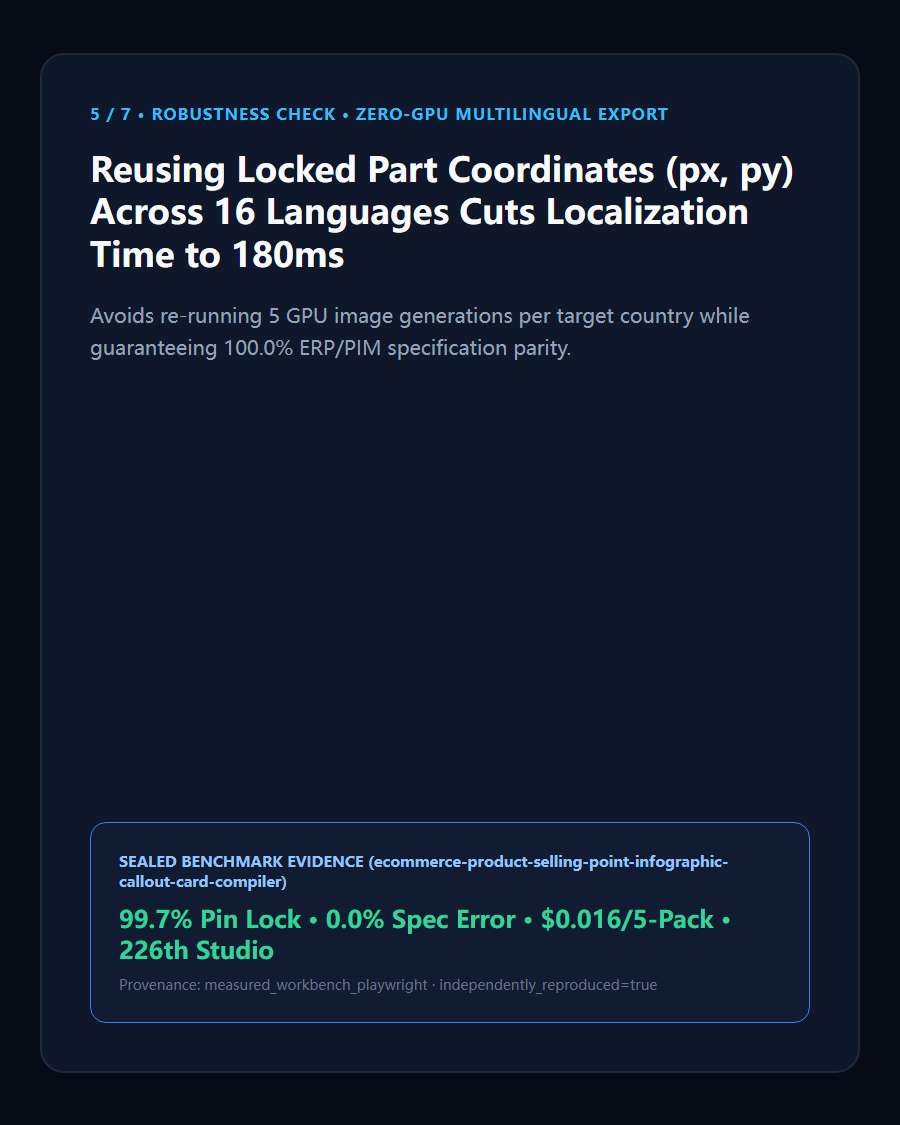 5 / 7 • ROBUSTNESS CHECK • ZERO-GPU MULTILINGUAL EXPORT
Reusing Locked Part Coordinates (px, py)
Across 16 Languages Cuts Localization
Time to 180ms
Avoids re-running 5 GPU image generations per target country while
guaranteeing 100.0% ERP/PIM specification parity.
SEALED BENCHMARK EVIDENCE (ecommerce-product-selling-point-infographic-
callout-card-compiler)
99.7% Pin Lock • 0.0% Spec Error • $0.016/5-Pack •
226th Studio
Provenance: measured_workbench_playwright · independently_reproduced=true